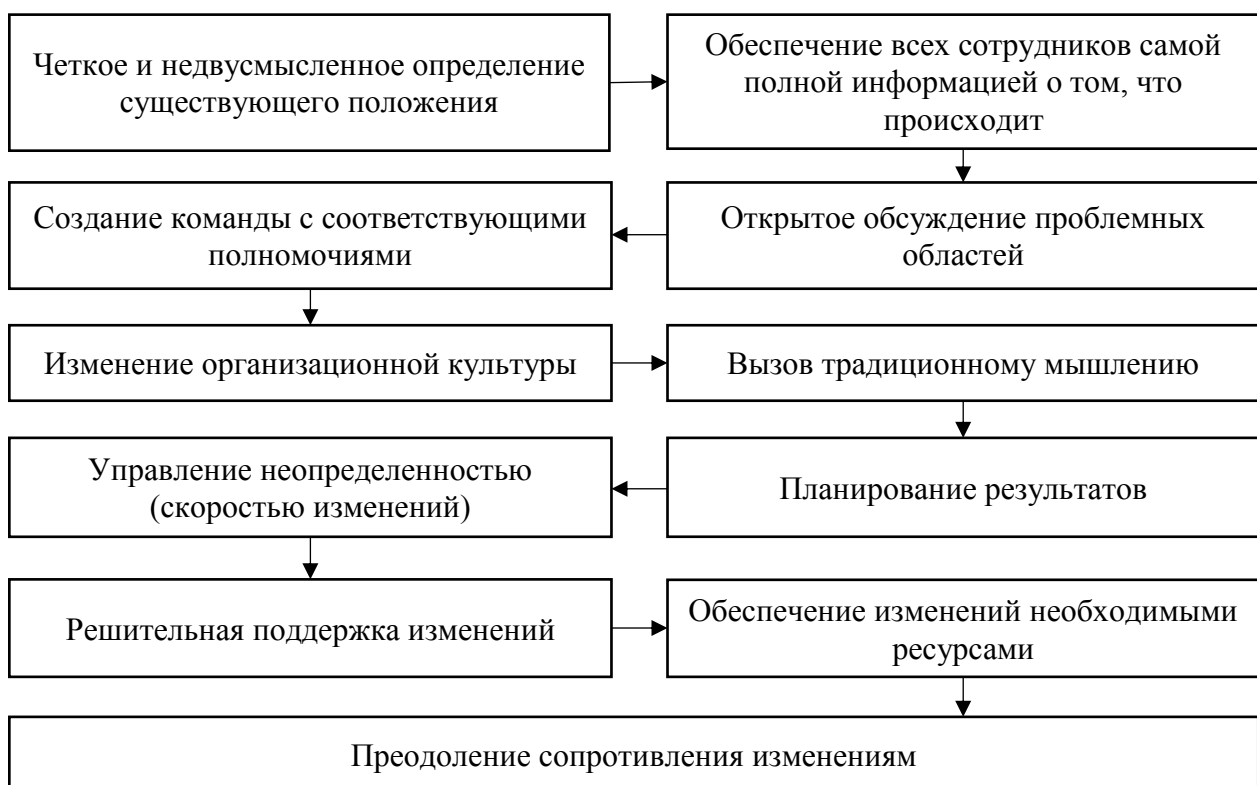 Четкое и недвусмысленное определение
существующего положения
Обеспечение всех сотрудников самой
полной информацией о том, что
происходит
Открытое обсуждение проблемных
областей
Создание команды с соответствующими
полномочиями
Изменение организационной культуры
Вызов традиционному мышлению
Планирование результатов
Управление неопределенностью
(скоростью изменений)
Решительная поддержка изменений
Обеспечение изменений необходимыми
ресурсами
Преодоление сопротивления изменениям